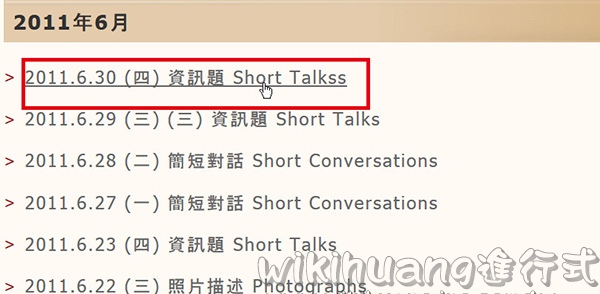 2011年6月
> 2011.6.30 (四) 資訊題 Short Talkss
> 2011.6.29 (三) (三) 資訊題 Short Talks
> 2011.6.28 (二) 簡短對話 Short Conversations
> 2011.6.27 (一) 簡短對話 Short Conversations
> 2011.6.23 (四) 資訊題 Short Talks
> 2011.6.22 (三) 照片描述 Photographs
wikihuang進行式